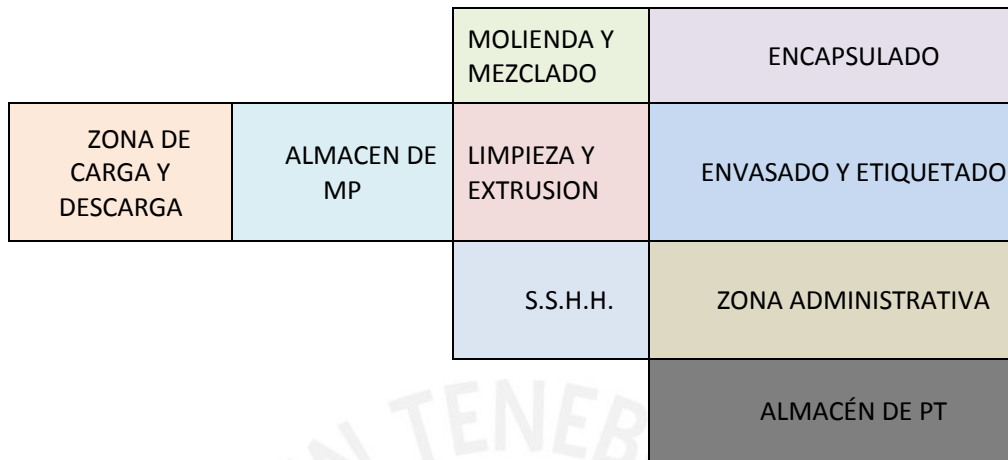 MOLIENDA Y
MEZCLADO
ENCAPSULADO
ZONA DE
CARGA Y
DESCARGA
ALMACEN DE
MP
LIMPIEZA Y
EXTRUSION
ENVASADO Y ETIQUETADO
S.S.H.H.
ZONA ADMINISTRATIVA
ALMACÉN DE PT
TENEB